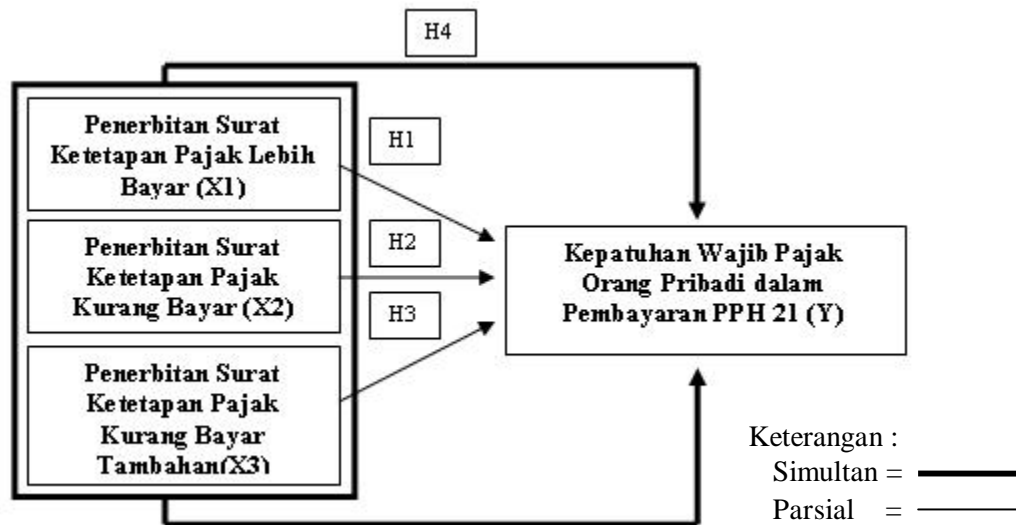 H4
Penerbitan Surat
Ketetapan Pajak Lebih
Bayar (X1)
H1
Penerbitan Surat
Ketetapan Pajak
Kurang Bayar (X2)
H2
Penerbitan Surat
Ketetapan Pajak
Kurang Bayar
Tambahan(X3)
H3
Kepatuhan Wajib Pajak
Orang Pribadi dalam
Pembayaran PPH 21 (Y)
Keterangan :
Simultan =
Parsial =